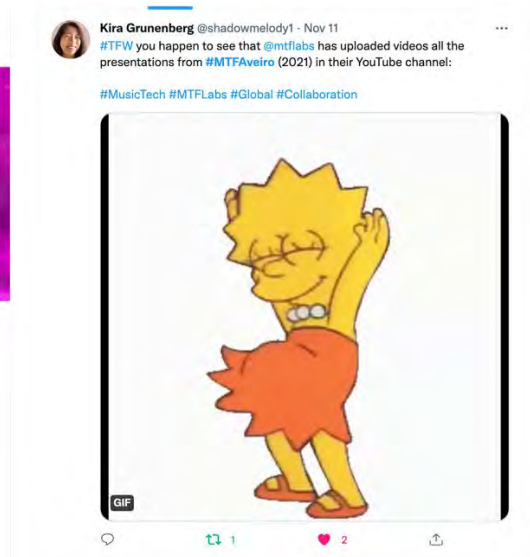 Kira Grunenberg @shadowmelody1 · Nov 11
#TFW you happen to see that @mtflabs has uploaded videos all the
presentations from #MTFAveiro (2021) in their YouTube channel:
#MusicTech #MTFLabs #Global #Collaboration
GIF
1
2